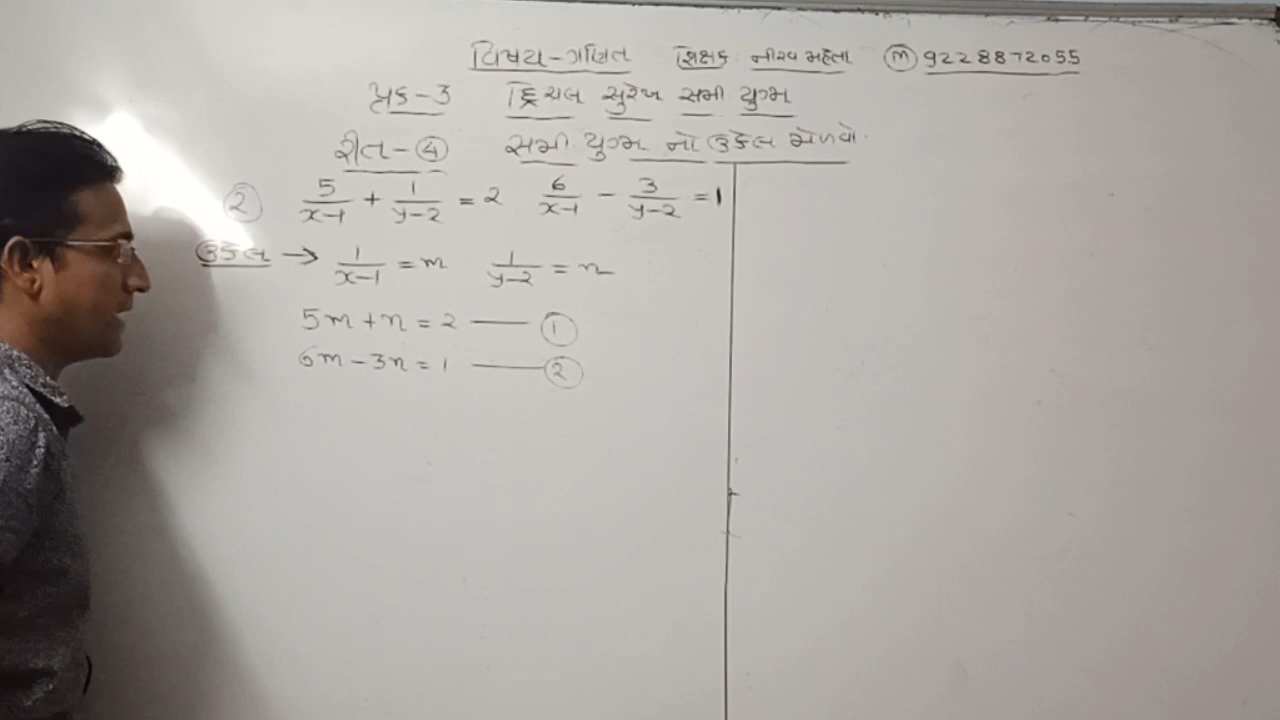 વિષય-ગણિત શિક્ષક: નીરવ મહેતા (M) 9228872055
પ્રક-3 દ્વિચલ સુરેખ સમી. યુગ્મ
રીત-④ સમી. યુગ્મ નો ઉકેલ મેળવો.
② 5/(x-1) + 1/(y-2) = 2 6/(x-1) - 3/(y-2) = 1
ઉકેલ → 1/(x-1) = m 1/(y-2) = n
5m + n = 2 — ①
6m - 3n = 1 — ②